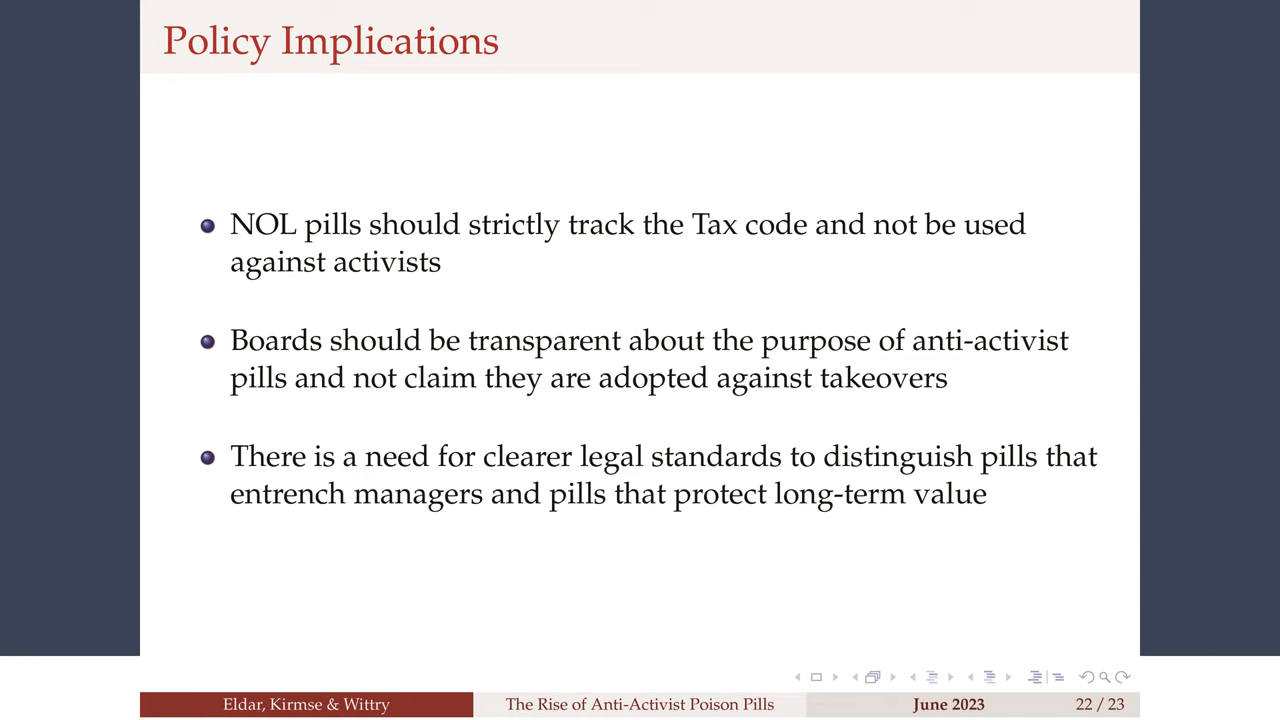 Policy Implications
NOL pills should strictly track the Tax code and not be used
against activists
Boards should be transparent about the purpose of anti-activist
pills and not claim they are adopted against takeovers
There is a need for clearer legal standards to distinguish pills that
entrench managers and pills that protect long-term value
Eldar, Kirmse & Wittry The Rise of Anti-Activist Poison Pills June 2023 22 / 23